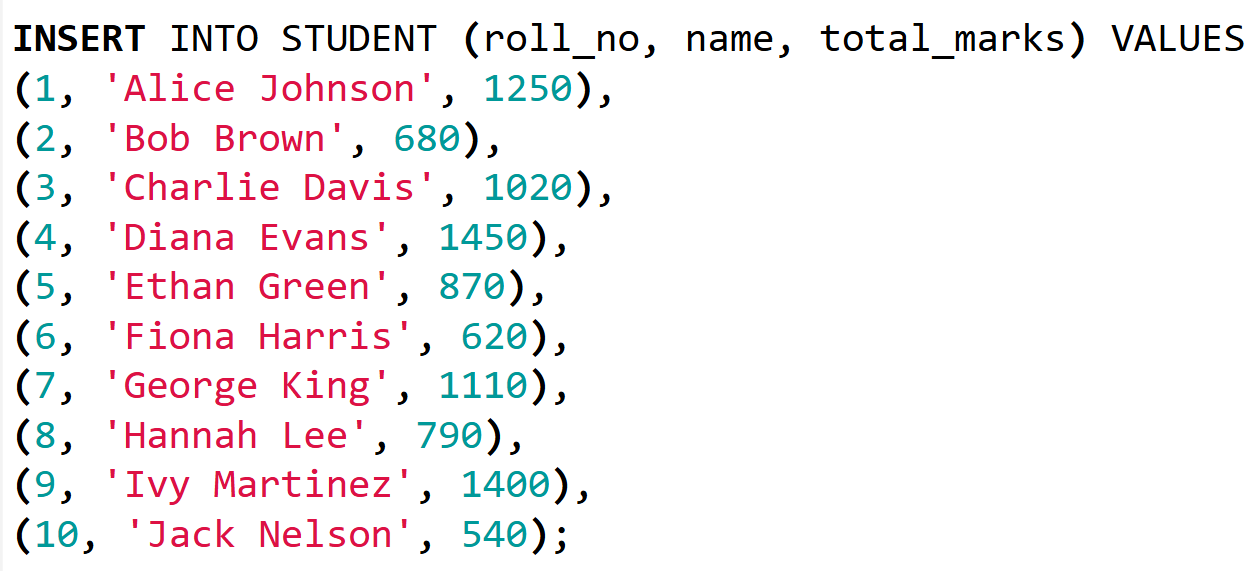 INSERT INTO STUDENT (roll_no, name, total_marks) VALUES
(1, 'Alice Johnson', 1250),
(2, 'Bob Brown', 680),
(3, 'Charlie Davis', 1020),
(4, 'Diana Evans', 1450),
(5, 'Ethan Green', 870),
(6, 'Fiona Harris', 620),
(7, 'George King', 1110),
(8, 'Hannah Lee', 790),
(9, 'Ivy Martinez', 1400),
(10, 'Jack Nelson', 540);